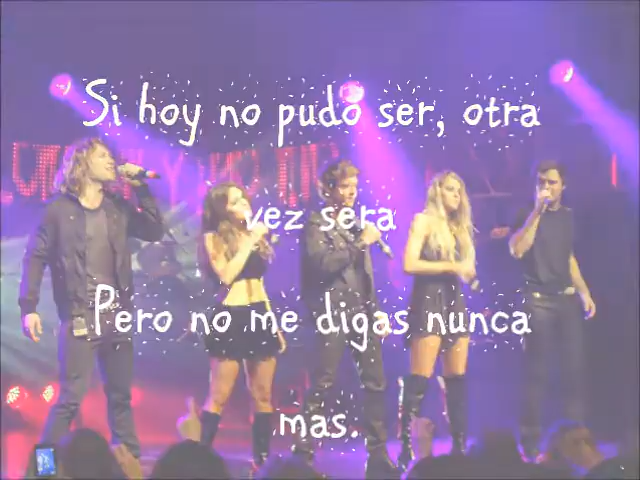 Si hoy no pudo ser, otra
vez sera
Pero no me digas nunca
mas.